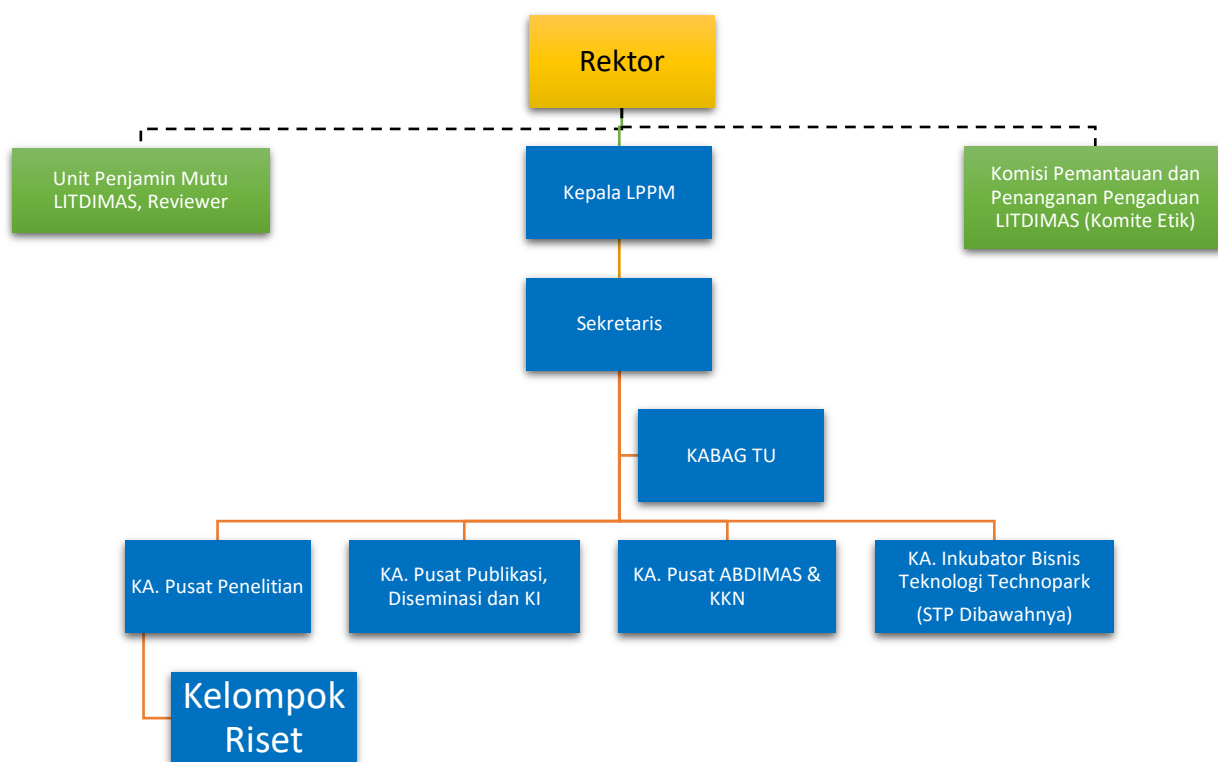 Rektor
Unit Penjamin Mutu
LITDIMAS, Reviewer
Kepala LPPM
Komisi Pemantauan dan
Penanganan Pengaduan
LITDIMAS (Komite Etik)
Sekretaris
KABAG TU
KA. Pusat Penelitian
KA. Pusat Publikasi,
Diseminasi dan KI
KA. Pusat ABDIMAS &
KKN
KA. Inkubator Bisnis
Teknologi Technopark
(STP Dibawahnya)
Kelompok
Riset